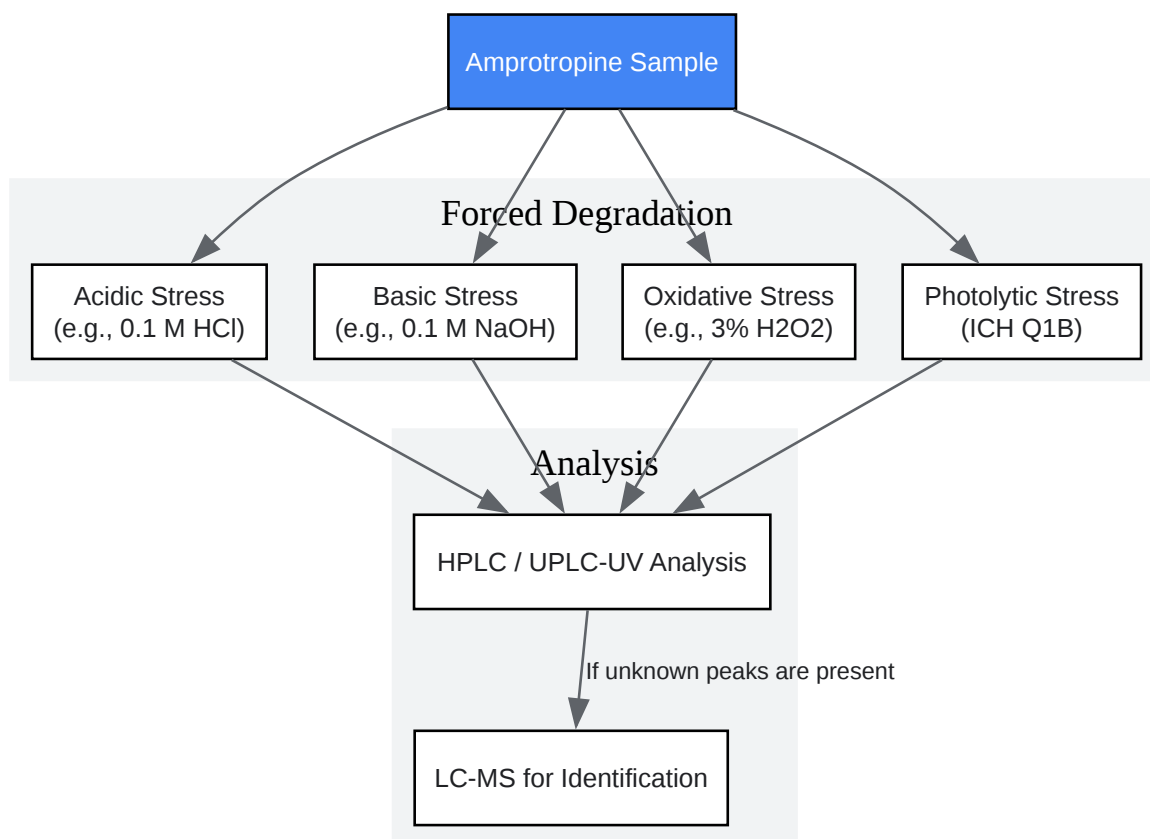 Amprotropine Sample
Forced Degradation
Acidic Stress
(e.g., 0.1 M HCl)
Basic Stress
(e.g., 0.1 M NaOH)
Oxidative Stress
(e.g., 3% H2O2)
Photolytic Stress
(ICH Q1B)
Analysis
HPLC / UPLC-UV Analysis
If unknown peaks are present
LC-MS for Identification